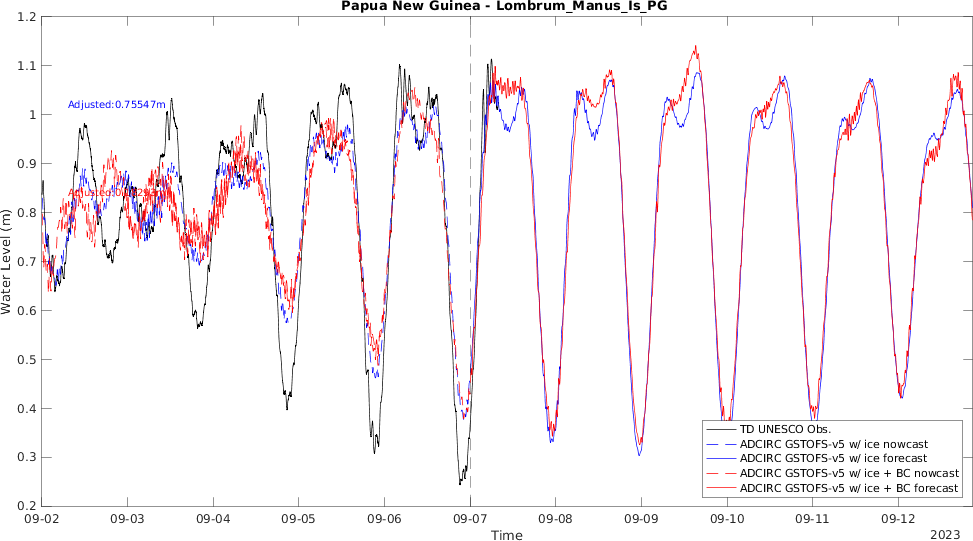 Papua New Guinea - Lombrum_Manus_Is_PG
1.2
1.1
1
0.9
0.8
0.7
0.6
0.5
0.4
0.3
0.2
Water Level (m)
Adjusted:0.75547m
Adjusted:
TD UNESCO Obs.
ADCIRC GSTOFS-v5 w/ ice nowcast
ADCIRC GSTOFS-v5 w/ ice forecast
ADCIRC GSTOFS-v5 w/ ice + BC nowcast
ADCIRC GSTOFS-v5 w/ ice + BC forecast
09-02 09-03 09-04 09-05 09-06 09-07 09-08 09-09 09-10 09-11 09-12
Time
2023